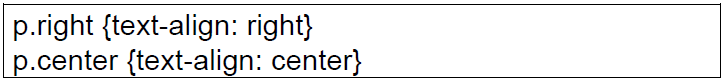 p.right {text-align: right}
p.center {text-align: center}